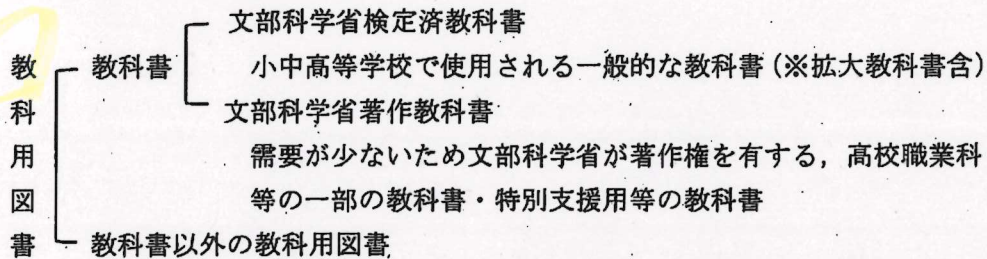 教科用図書
教科書
文部科学省検定済教科書
小中高等学校で使用される一般的な教科書(※拡大教科書含)
文部科学省著作教科書
需要が少ないため文部科学省が著作権を有する，高校職業科
等の一部の教科書・特別支援用等の教科書
教科書以外の教科用図書